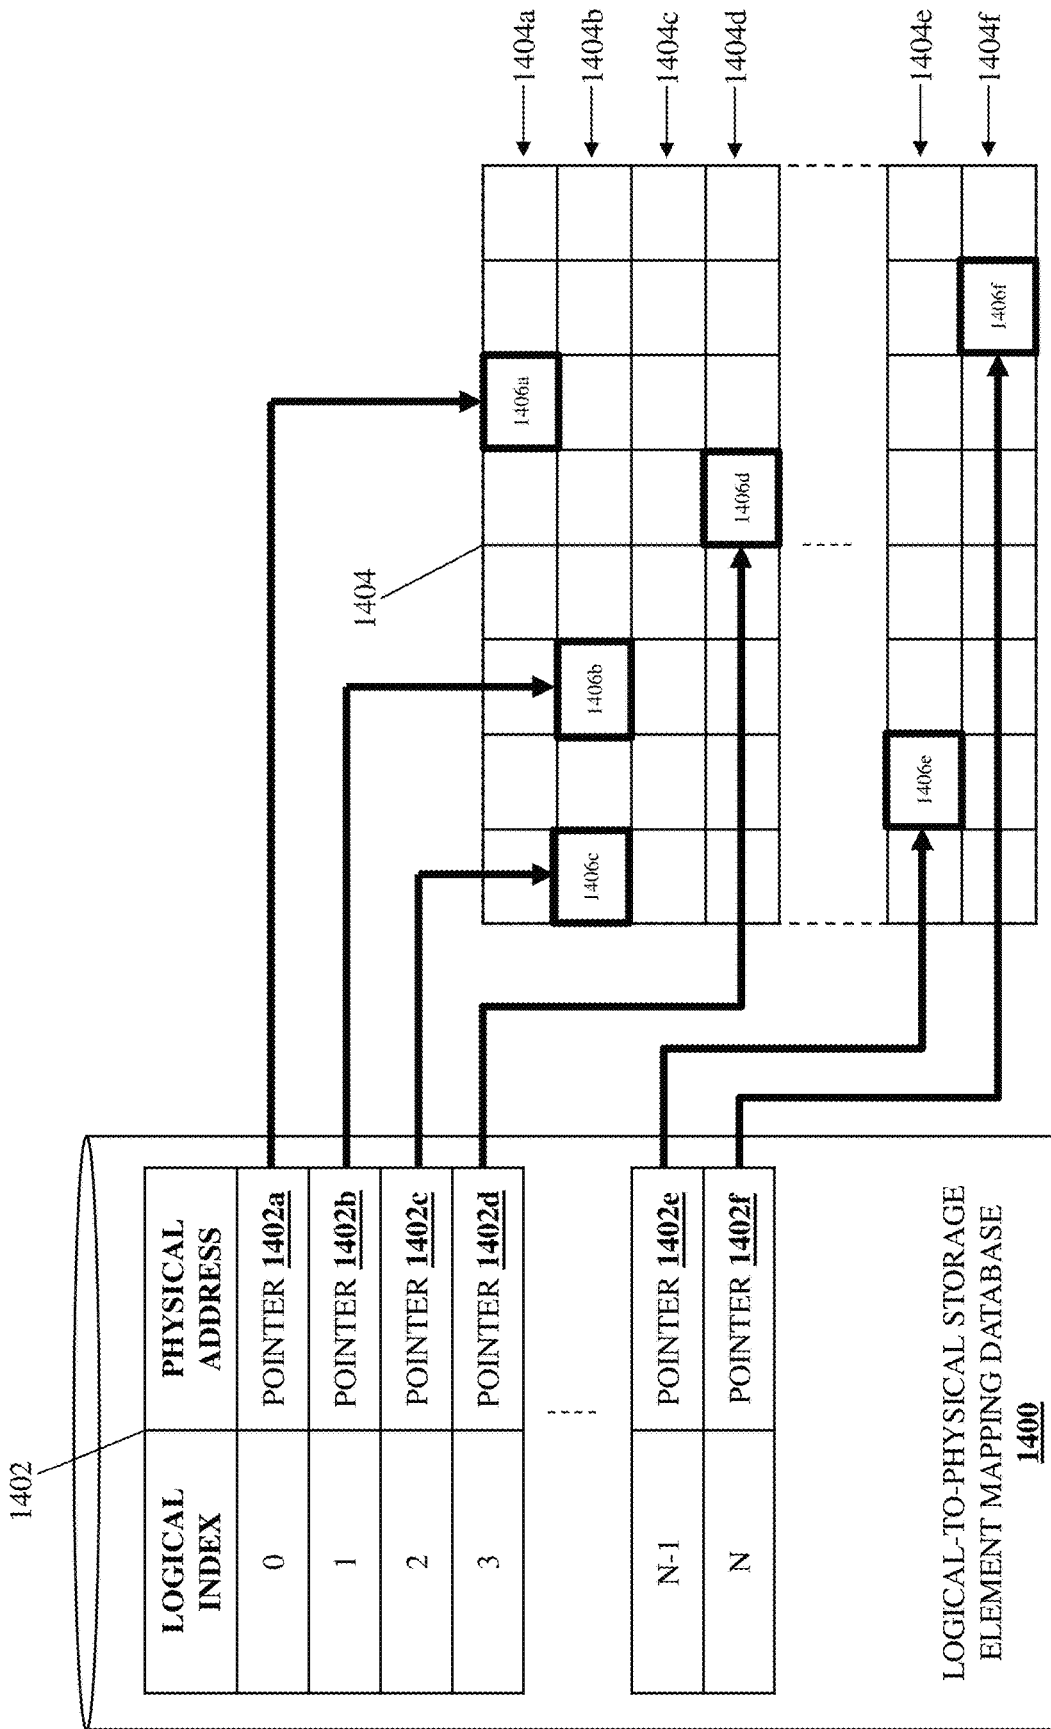 1402
LOGICAL
INDEX
PHYSICAL
ADDRESS
0
POINTER 1402a
1
POINTER 1402b
2
POINTER 1402c
3
POINTER 1402d
N-1
POINTER 1402e
N
POINTER 1402f
LOGICAL-TO-PHYSICAL STORAGE
ELEMENT MAPPING DATABASE
1400
1404
1406a
1406c
1406b
1406d
1406e
1406f
1404a
1404b
1404c
1404d
1404e
1404f